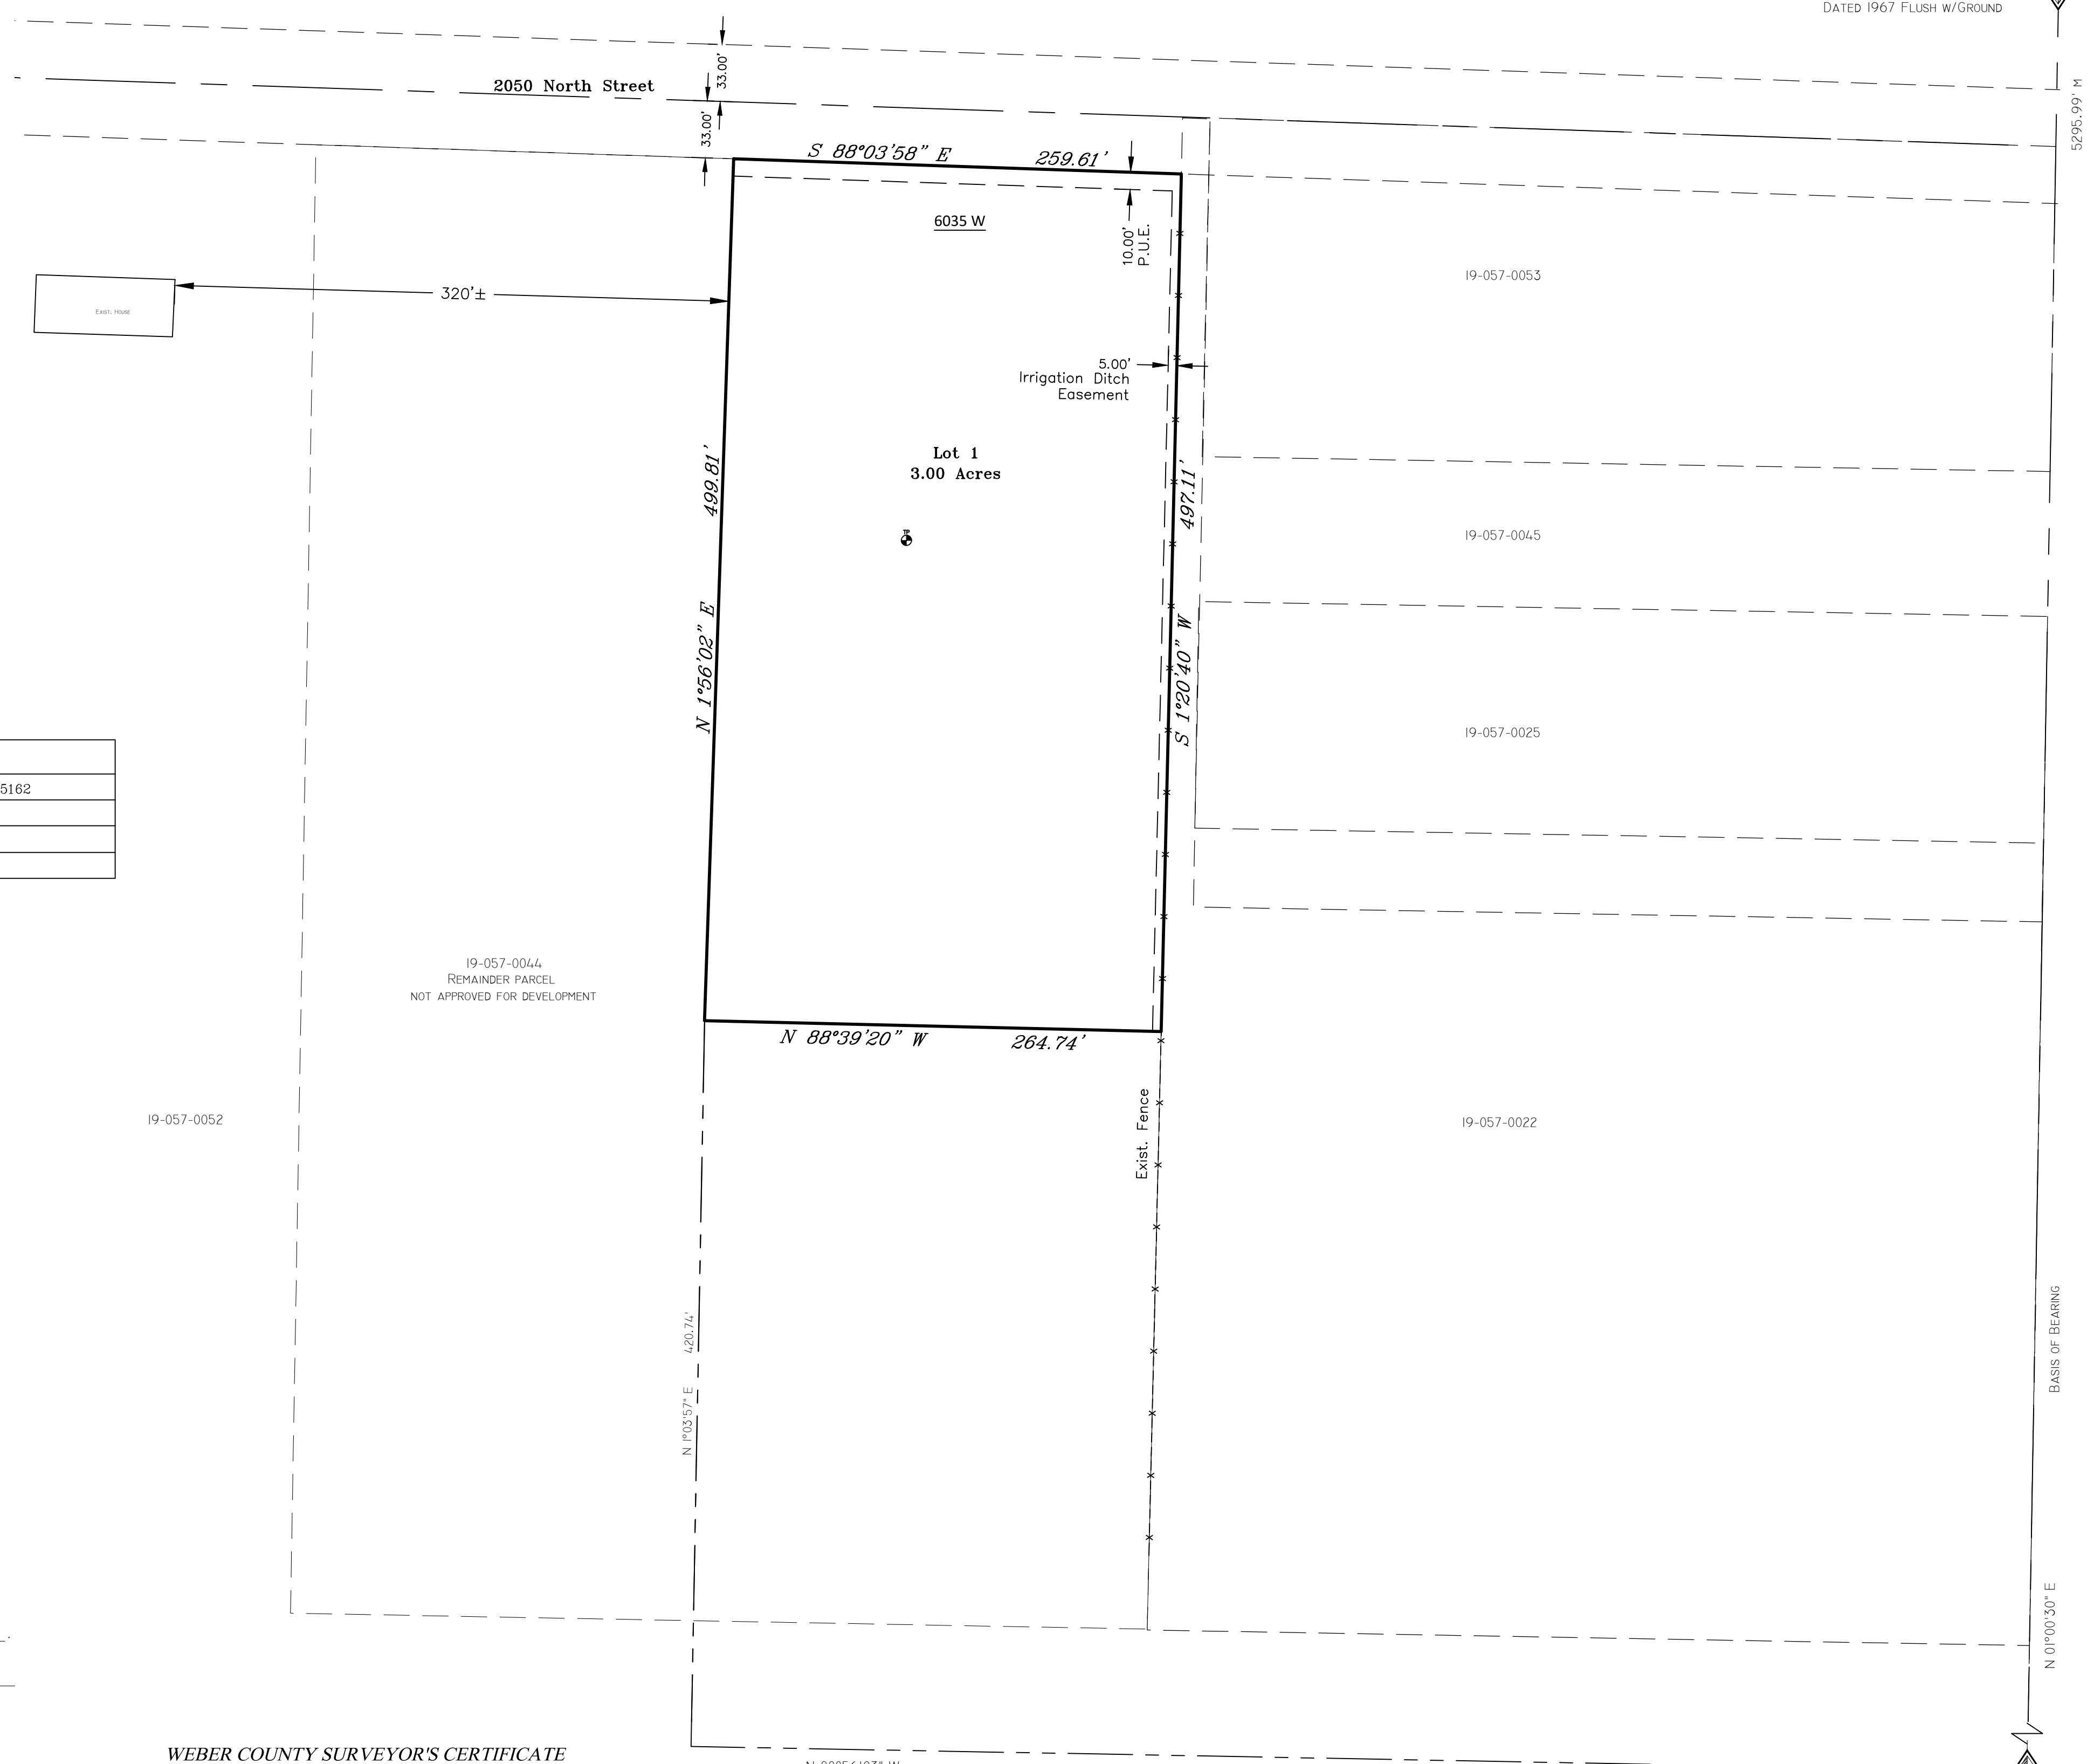 DATED 1967 FLUSH W/GROUND
5295.99' M
33.00'
2050 North Street
33.00'
S 88°03'58" E 259.61'
6035 W
10.00'
P.U.E.
19-057-0053
EXIST. HOUSE
320'±
5.00'
Irrigation Ditch
Easement
Lot 1
3.00 Acres
TP
N 1°56'02" E 499.81'
S 1°20'40" W 497.11'
19-057-0045
19-057-0025
5162
19-057-0044
REMAINDER PARCEL
NOT APPROVED FOR DEVELOPMENT
N 88°39'20" W 264.74'
19-057-0052
Exist. Fence
19-057-0022
N 1°03'57" E 420.74'
BASIS OF BEARING
N 01°00'30" E
WEBER COUNTY SURVEYOR'S CERTIFICATE